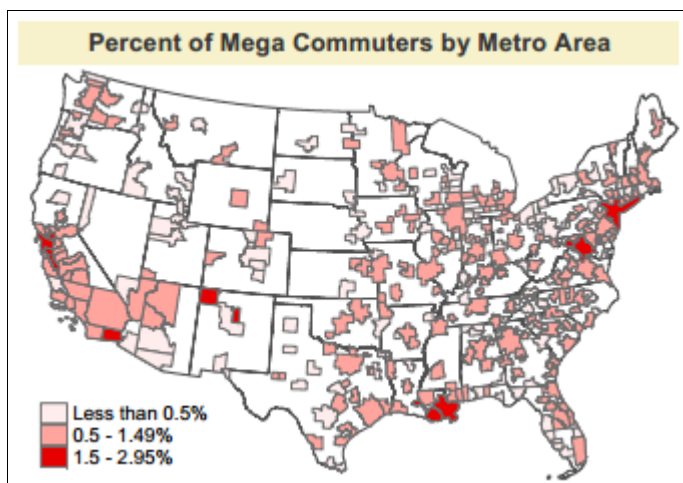 Percent of Mega Commuters by Metro Area
Less than 0.5%
0.5 - 1.49%
1.5 - 2.95%